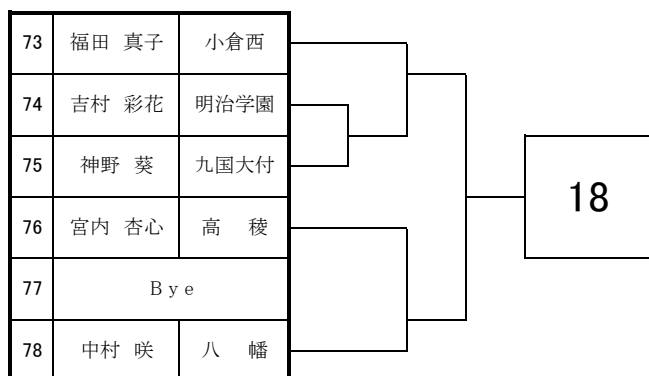 73 福田 真子 小倉西
74 吉村 彩花 明治学園
75 神野 葵 九国大付
76 宮内 杏心 高 稜
77 Bye
78 中村 咲 八 幡
18